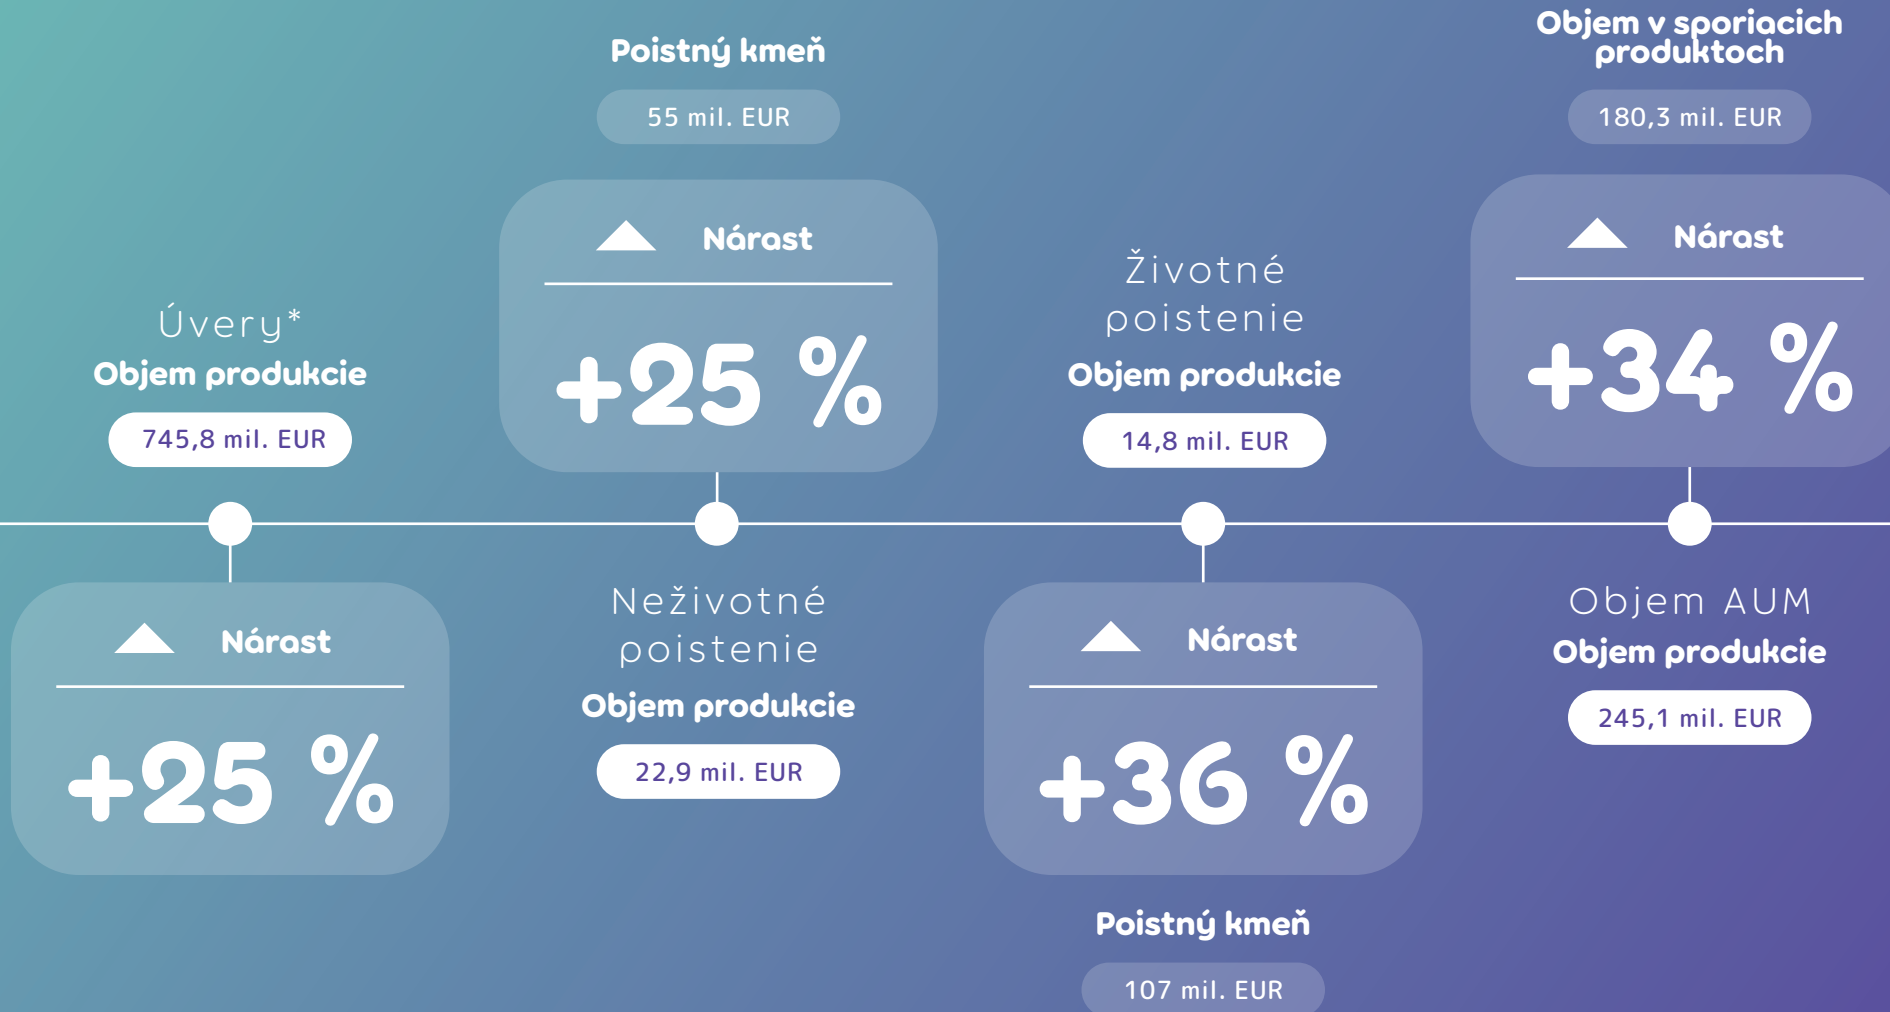 Úvery*
Objem produkcie
745,8 mil. EUR
Nárast
+25 %
Poistný kmeň
55 mil. EUR
Nárast
+25 %
Neživotné
poistenie
Objem produkcie
22,9 mil. EUR
Životné
poistenie
Objem produkcie
14,8 mil. EUR
Nárast
+36 %
Poistný kmeň
107 mil. EUR
Objem v sporiacich
produktoch
180,3 mil. EUR
Nárast
+34 %
Objem AUM
Objem produkcie
245,1 mil. EUR